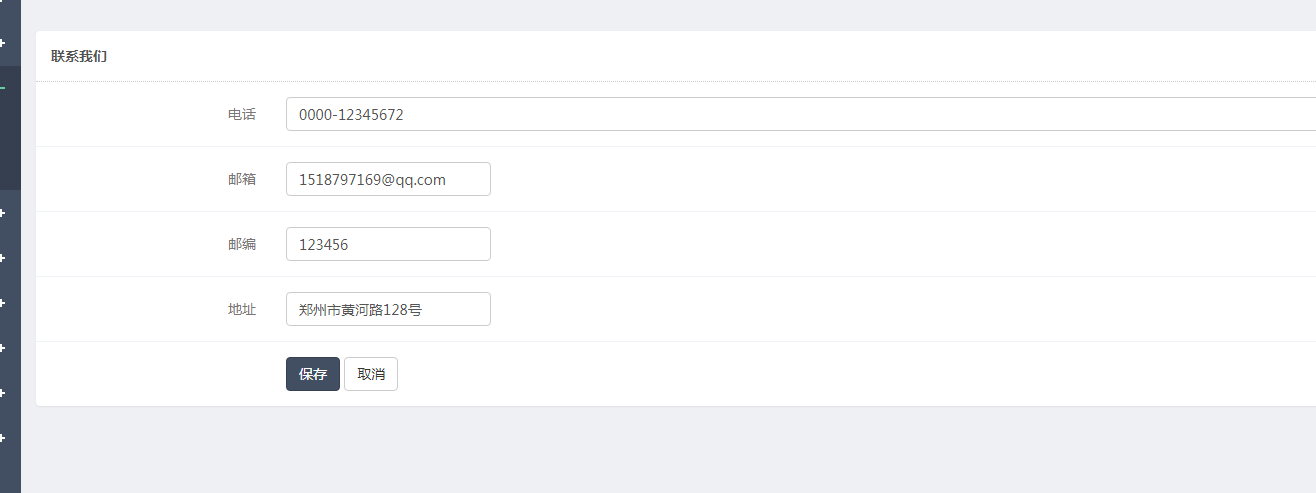 联系我们
电话 0000-12345672
邮箱 1518797169@qq.com
邮编 123456
地址 郑州市黄河路128号
保存 取消